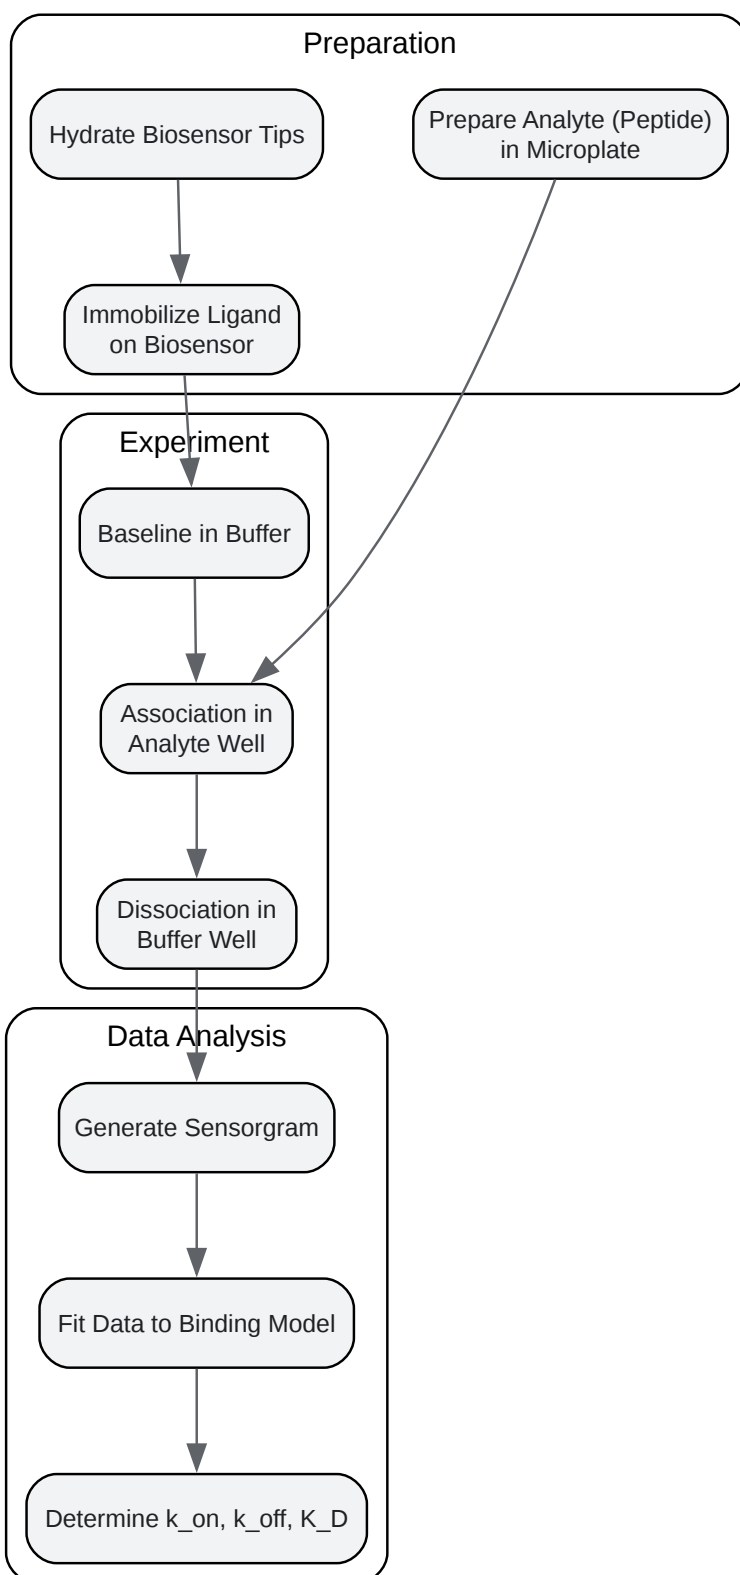 Preparation
Hydrate Biosensor Tips
Prepare Analyte (Peptide)
in Microplate
Immobilize Ligand
on Biosensor
Experiment
Baseline in Buffer
Association in
Analyte Well
Dissociation in
Buffer Well
Data Analysis
Generate Sensorgram
Fit Data to Binding Model
Determine k_on, k_off, K_D